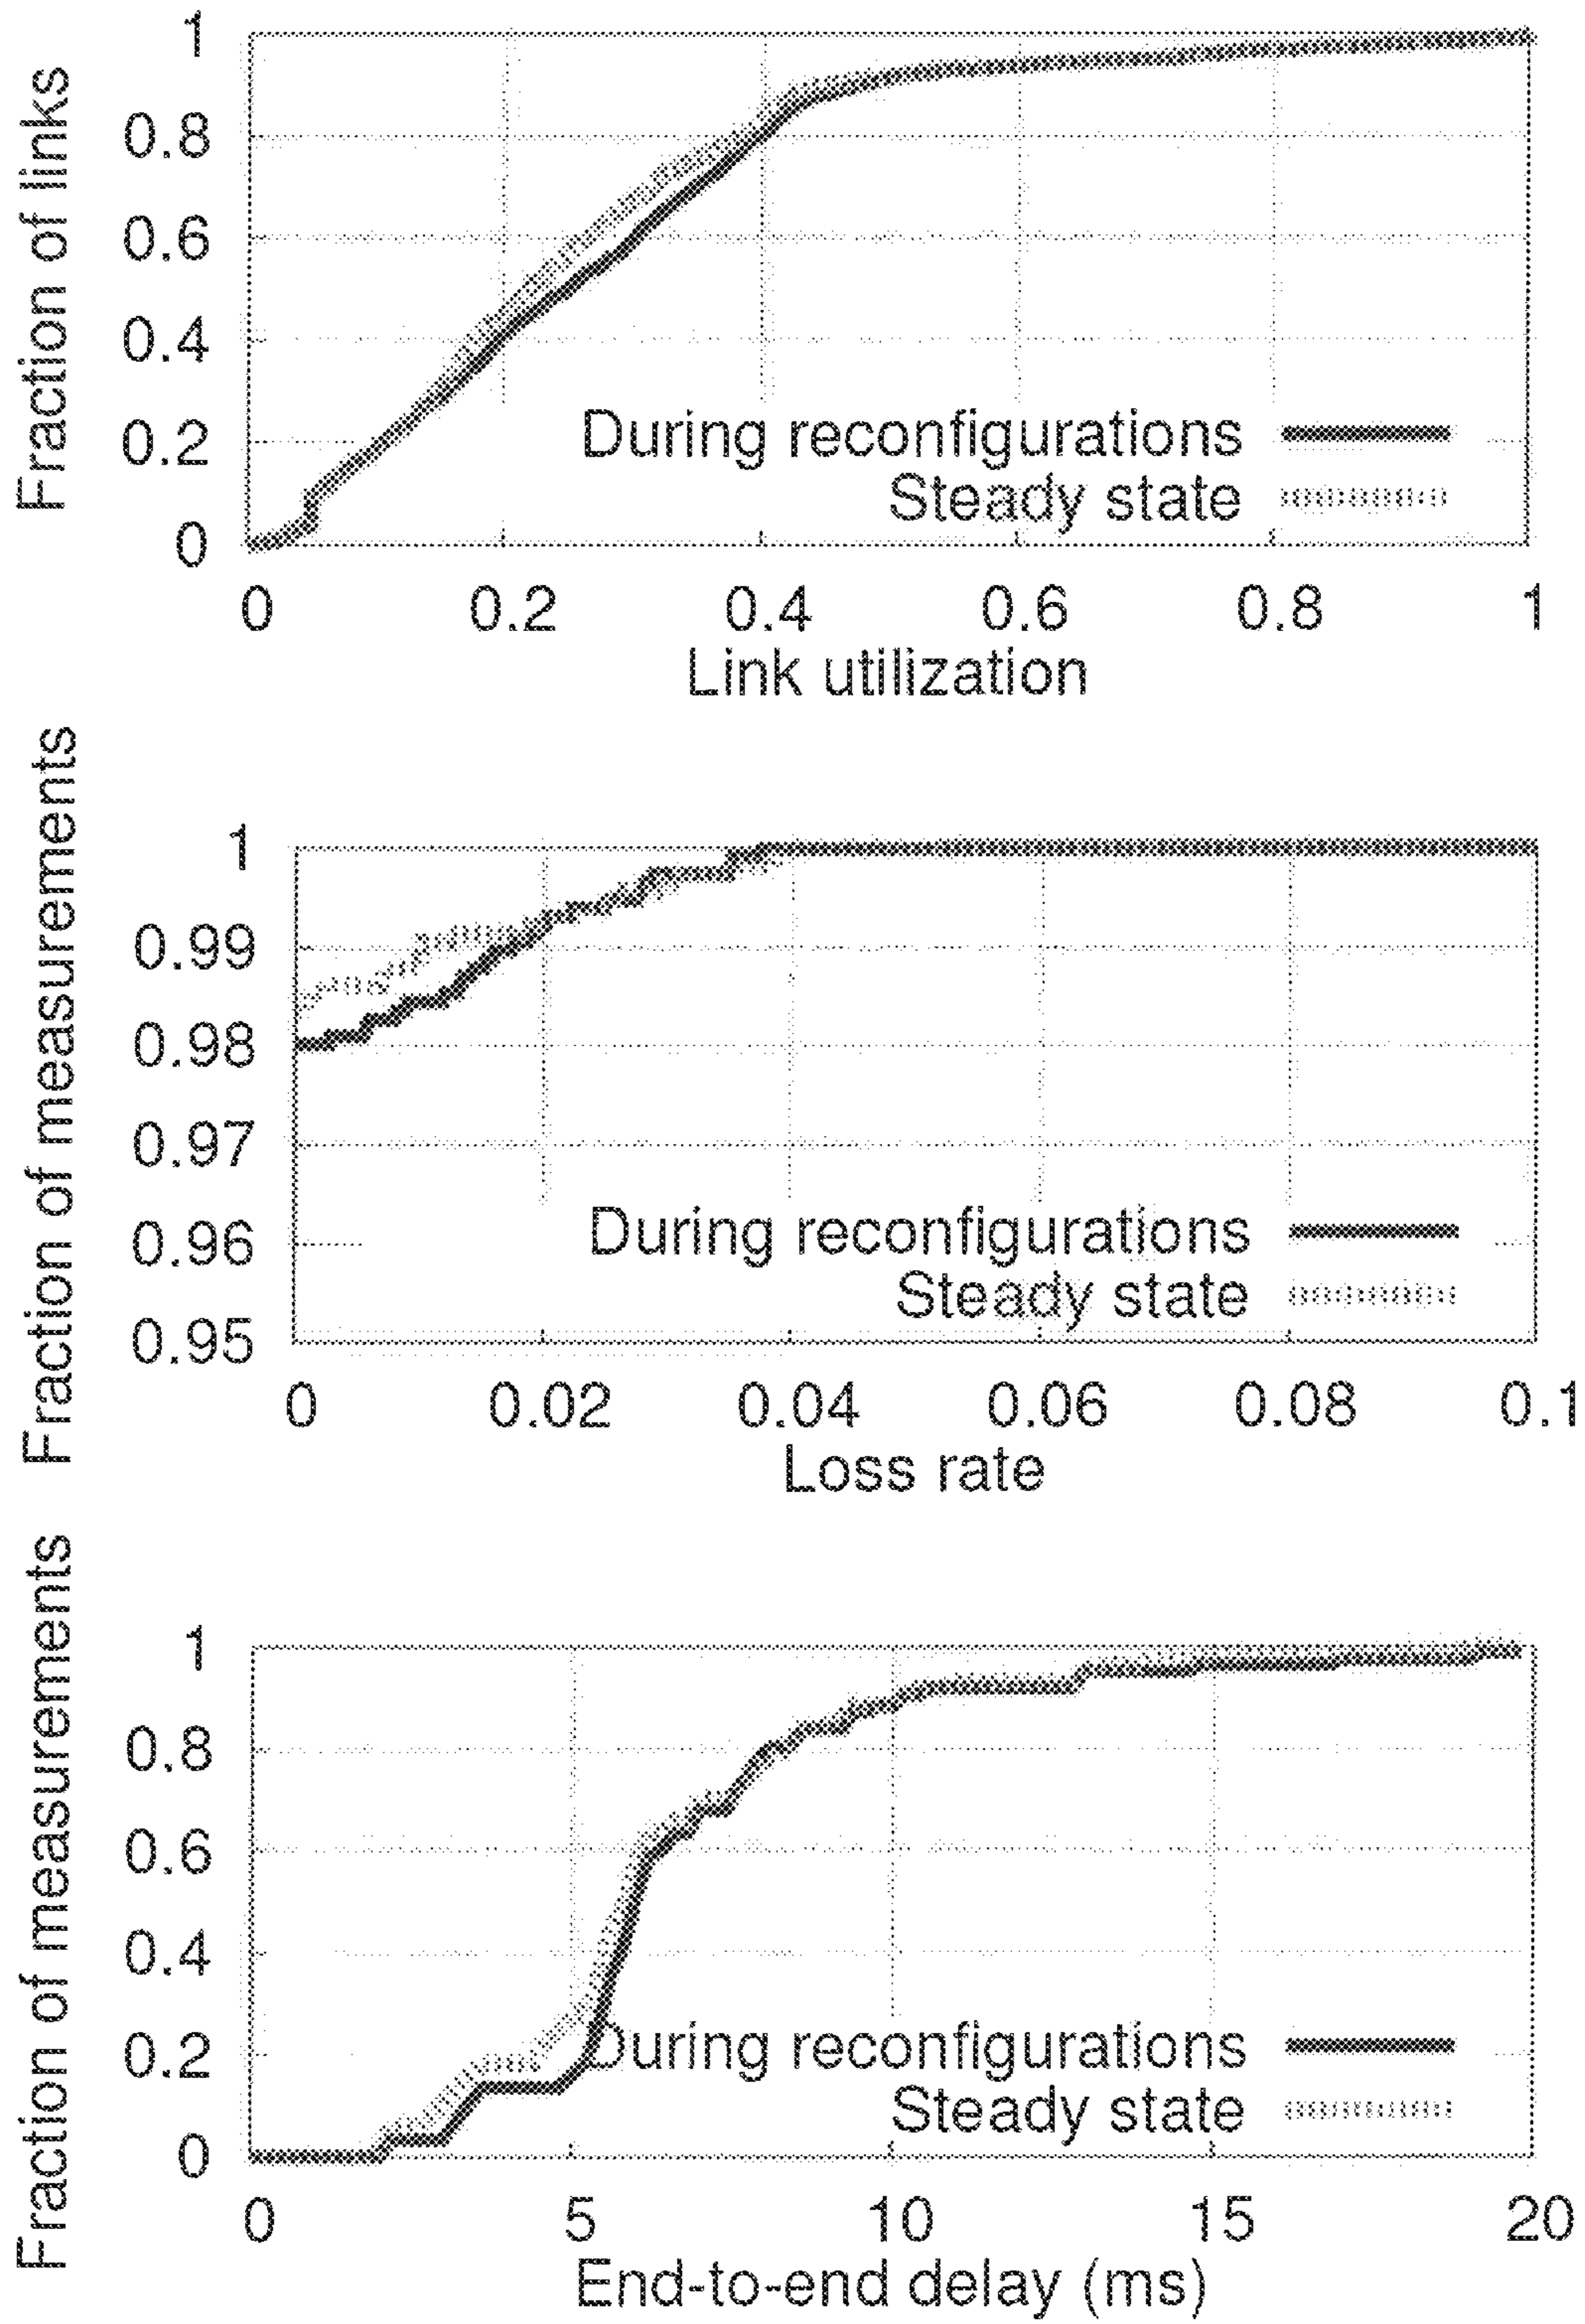 Fraction of links
1
0.8
0.6
0.4
0.2
0
During reconfigurations
Steady state
0 0.2 0.4 0.6 0.8 1
Link utilization
Fraction of measurements
1
0.99
0.98
0.97
0.96
0.95
During reconfigurations
Steady state
0 0.02 0.04 0.06 0.08 0.1
Loss rate
Fraction of measurements
1
0.8
0.6
0.4
0.2
0
During reconfigurations
Steady state
0 5 10 15 20
End-to-end delay (ms)